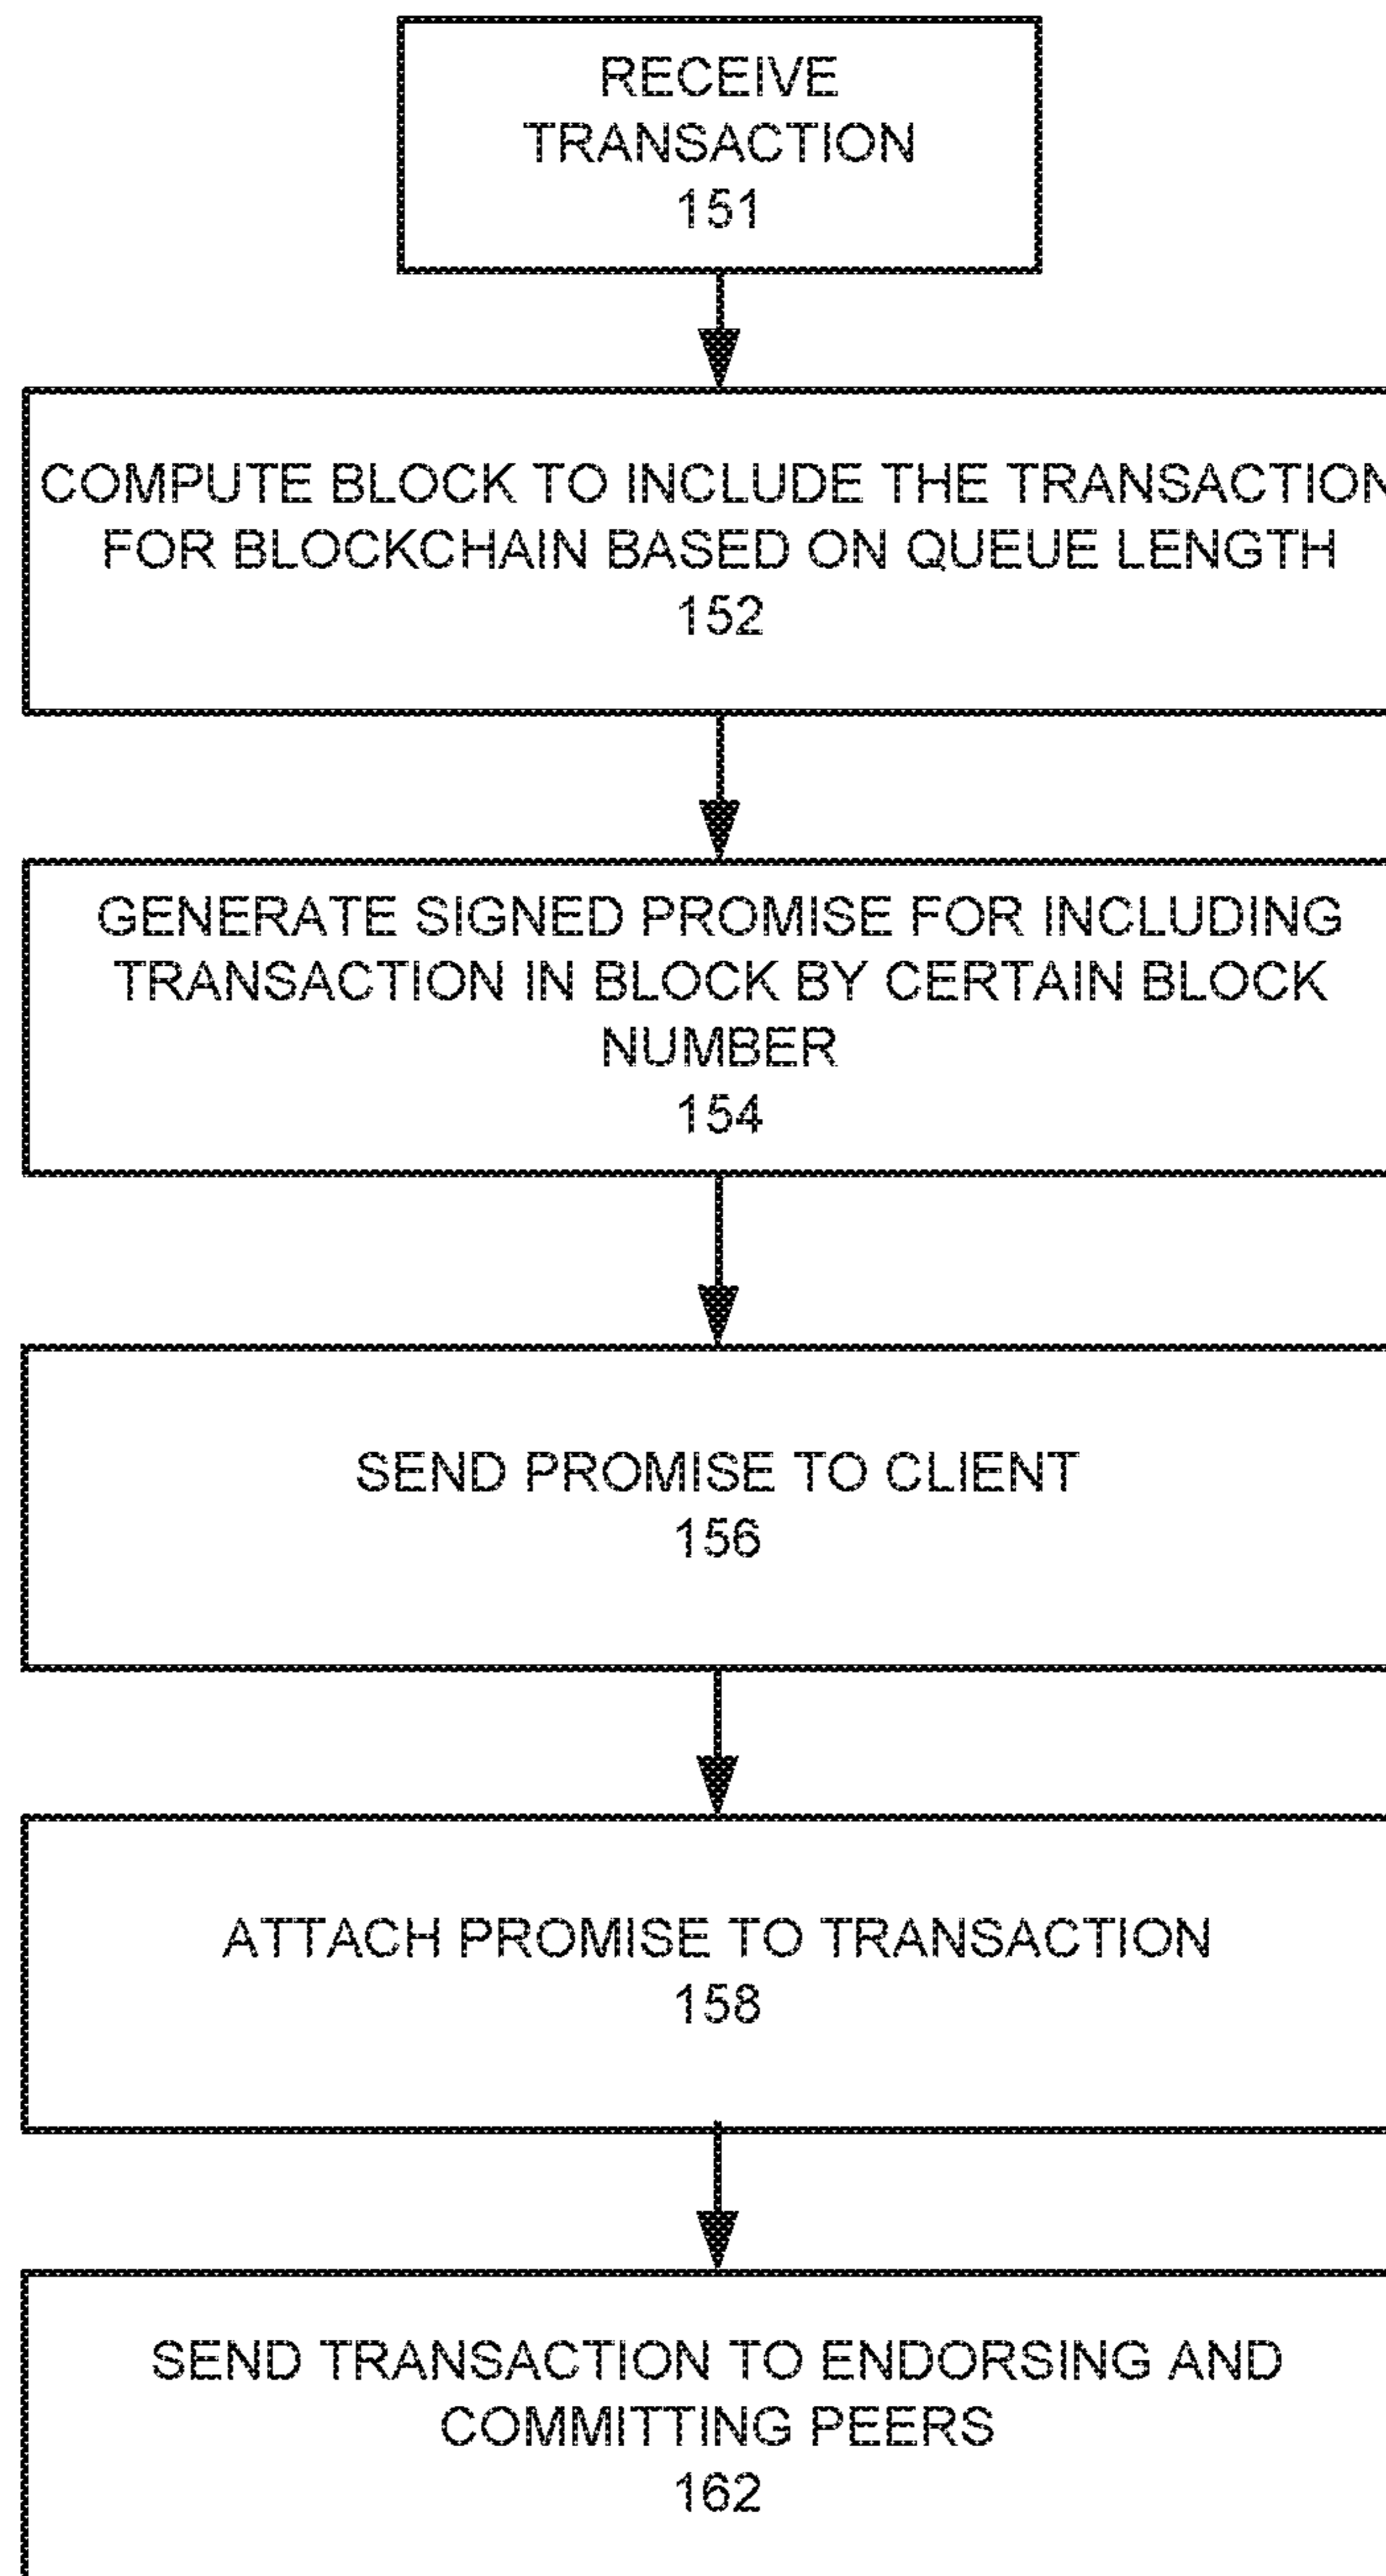 RECEIVE
TRANSACTION
151
COMPUTE BLOCK TO INCLUDE THE TRANSACTION
FOR BLOCKCHAIN BASED ON QUEUE LENGTH
152
GENERATE SIGNED PROMISE FOR INCLUDING
TRANSACTION IN BLOCK BY CERTAIN BLOCK
NUMBER
154
SEND PROMISE TO CLIENT
156
ATTACH PROMISE TO TRANSACTION
158
SEND TRANSACTION TO ENDORSING AND
COMMITTING PEERS
162